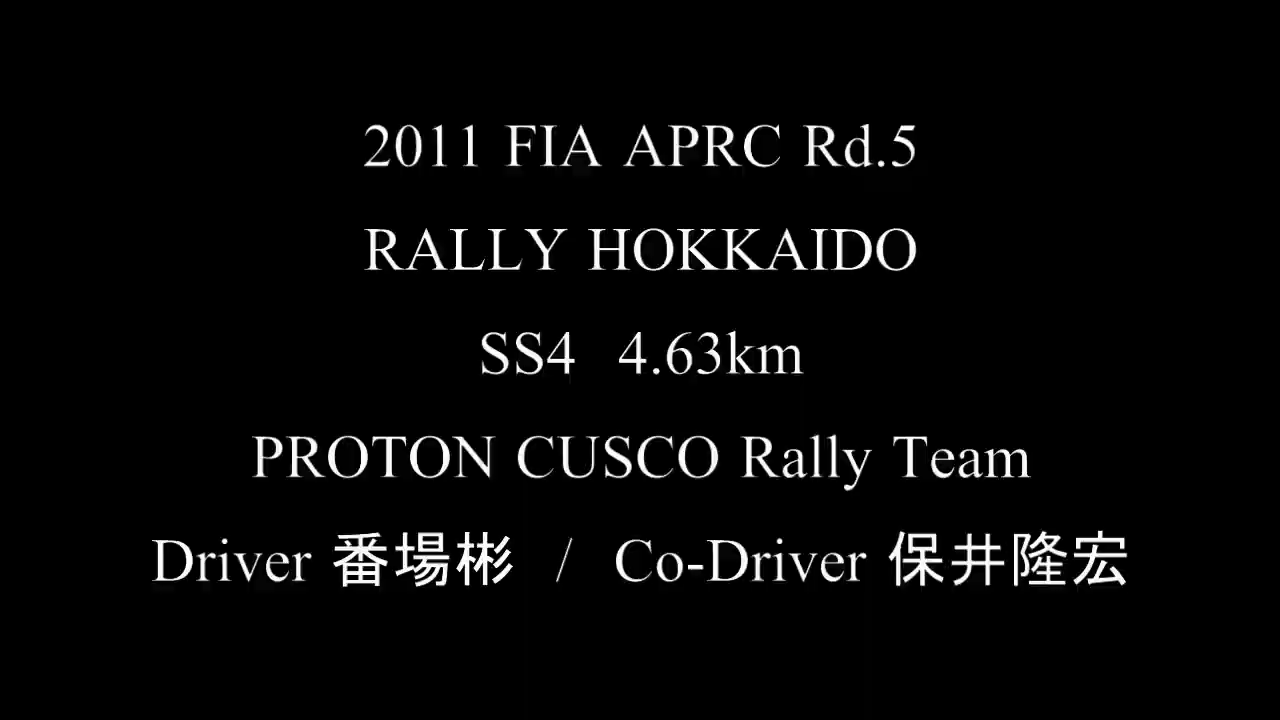 2011 FIA APRC Rd.5
RALLY HOKKAIDO
SS4 4.63km
PROTON CUSCO Rally Team
Driver 番場彬 / Co-Driver 保井隆宏